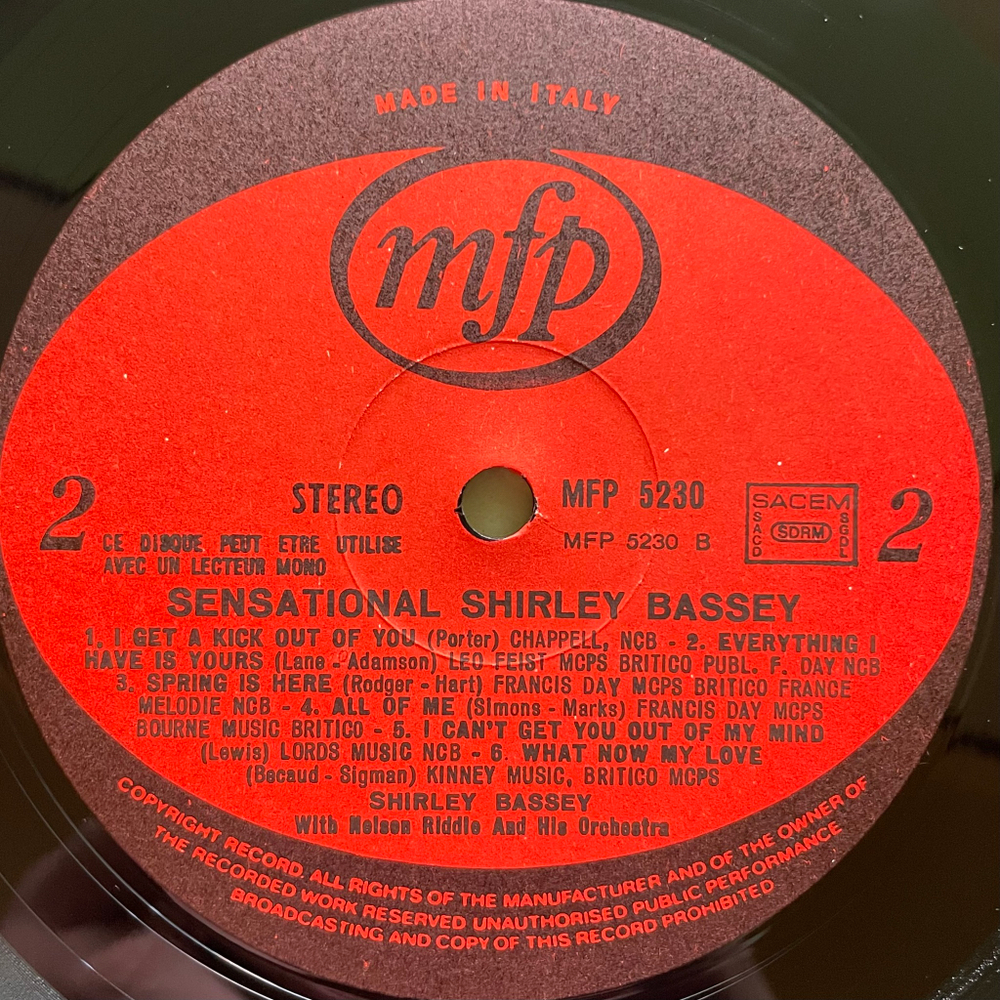 MADE IN ITALY
mfp
2
STEREO
MFP 5230
SACEM
SACD
SDRM
SGDL
2
CE DISQUE PEUT ETRE UTILISE
MFP 5230 B
AVEC UN LECTEUR MONO
SENSATIONAL SHIRLEY BASSEY
1. I GET A KICK OUT OF YOU (Porter) CHAPPELL, NCB - 2. EVERYTHING I
HAVE IS YOURS (Lane - Adamson) LEO FEIST MCPS BRITICO PUBL. F. DAY NCB
3. SPRING IS HERE (Rodger - Hart) FRANCIS DAY MCPS BRITICO FRANCE
MELODIE NCB - 4. ALL OF ME (Simons - Marks) FRANCIS DAY MCPS
BOURNE MUSIC BRITICO - 5. I CAN'T GET YOU OUT OF MY MIND
(Lewis) LORDS MUSIC NCB - 6. WHAT NOW MY LOVE
(Becaud - Sigman) KINNEY MUSIC, BRITICO MCPS
SHIRLEY BASSEY
With Nelson Riddle And His Orchestra
COPYRIGHT RECORD. ALL RIGHTS OF THE MANUFACTURER AND OF THE OWNER OF
THE RECORDED WORK RESERVED UNAUTHORISED PUBLIC PERFORMANCE
BROADCASTING AND COPY OF THIS RECORD PROHIBITED